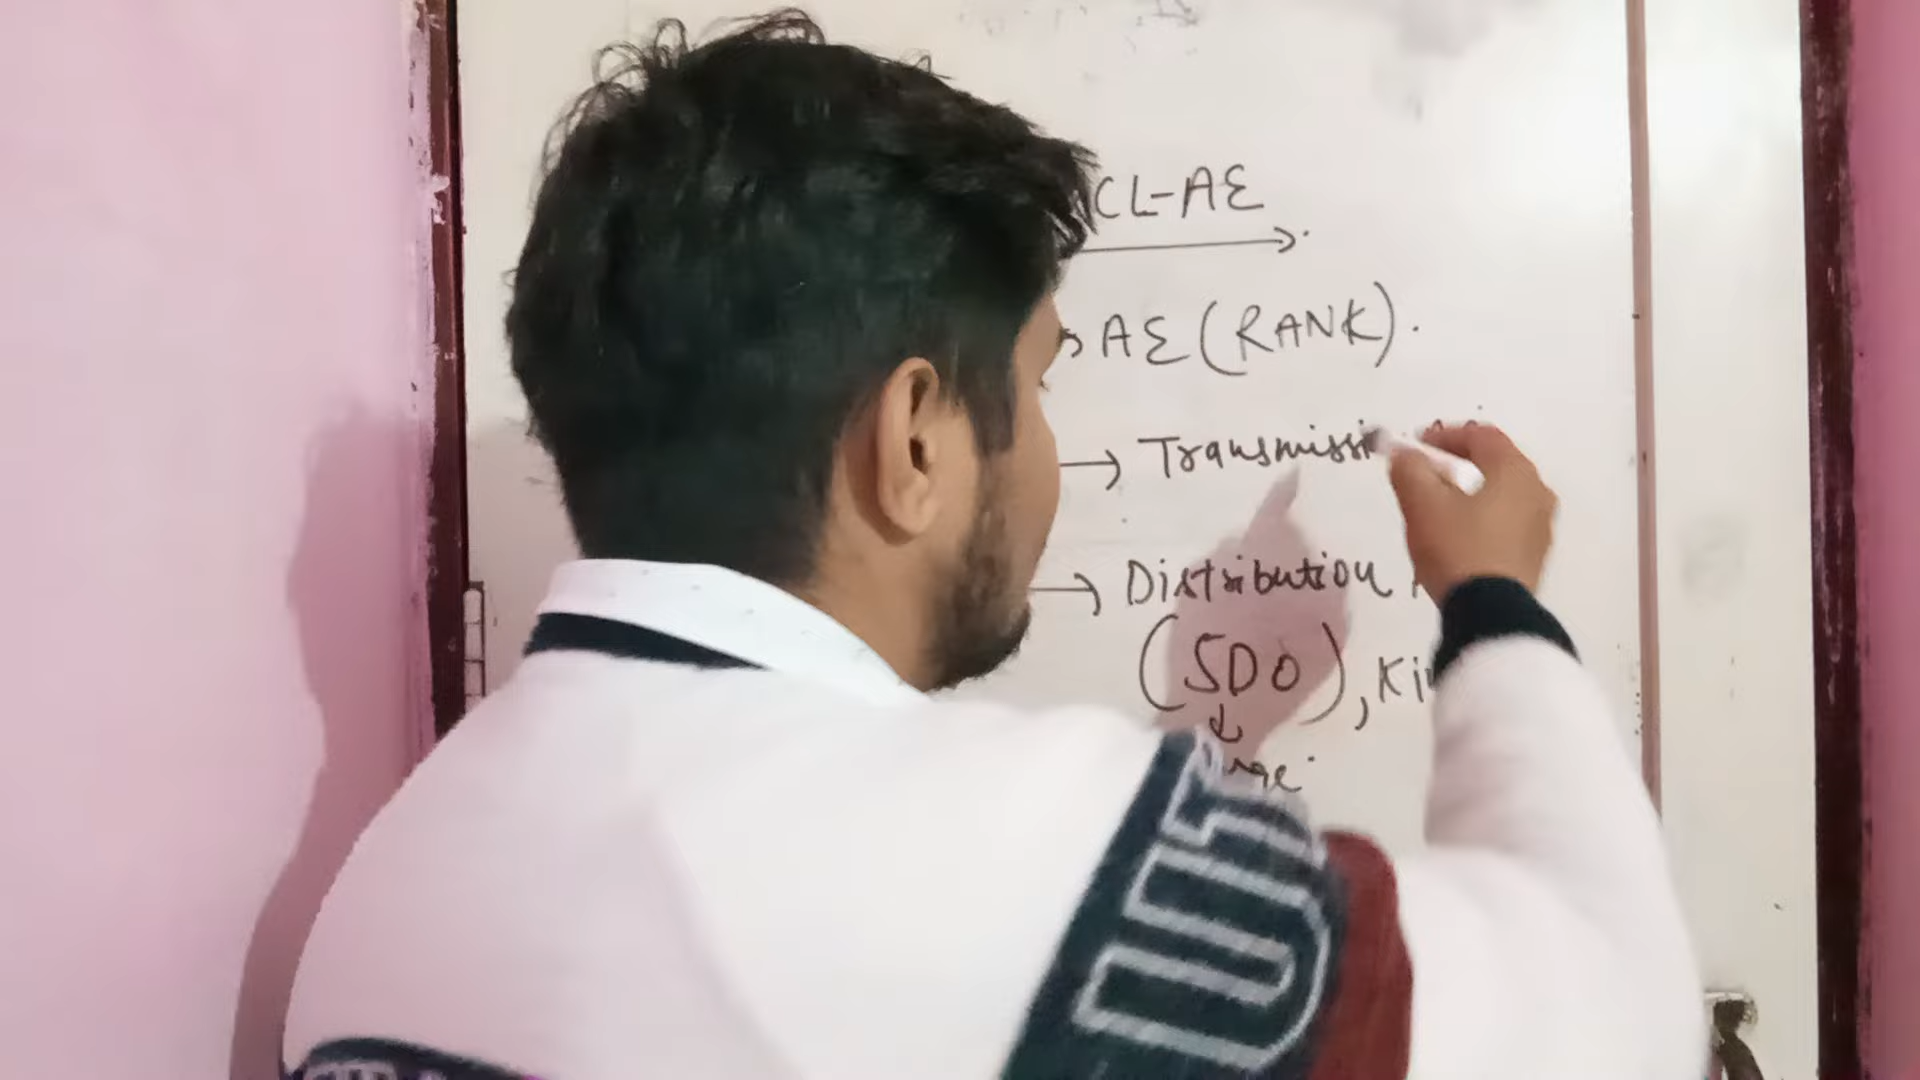 CL-AE
AE (RANK).
→ Transmissi
→ Distribution
(SDO), Ki